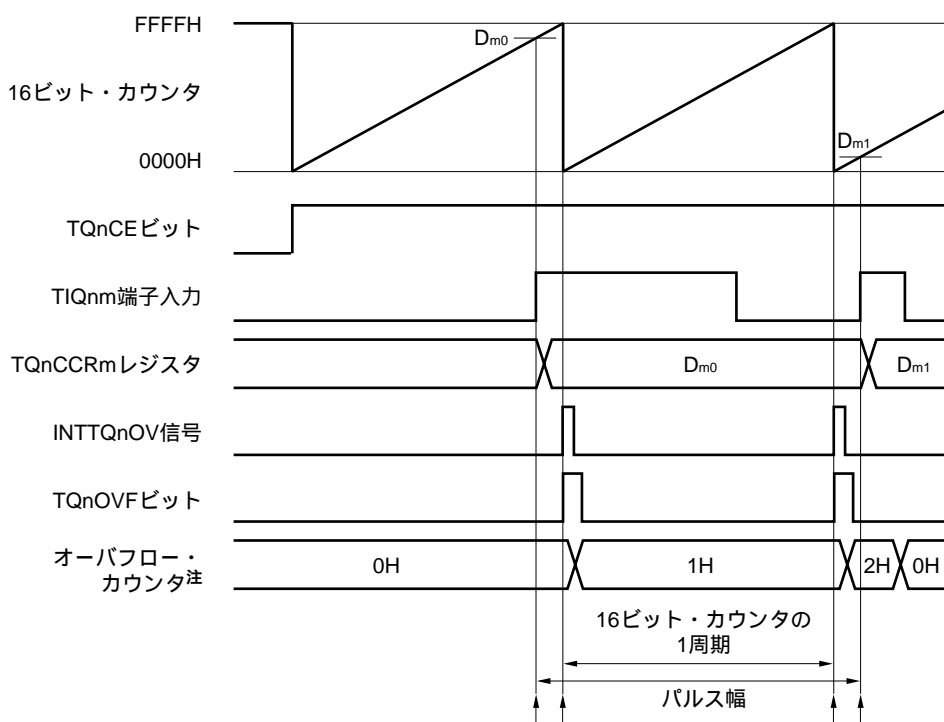 FFFFH
Dm0
16ビット・カウンタ
Dm1
0000H
TQnCEビット
TIQnm端子入力
TQnCCRmレジスタ
Dm0
Dm1
INTTQnOV信号
TQnOVFビット
オーバフロー・
カウンタ注
0H
1H
2H
0H
16ビット・カウンタの
1周期
パルス幅